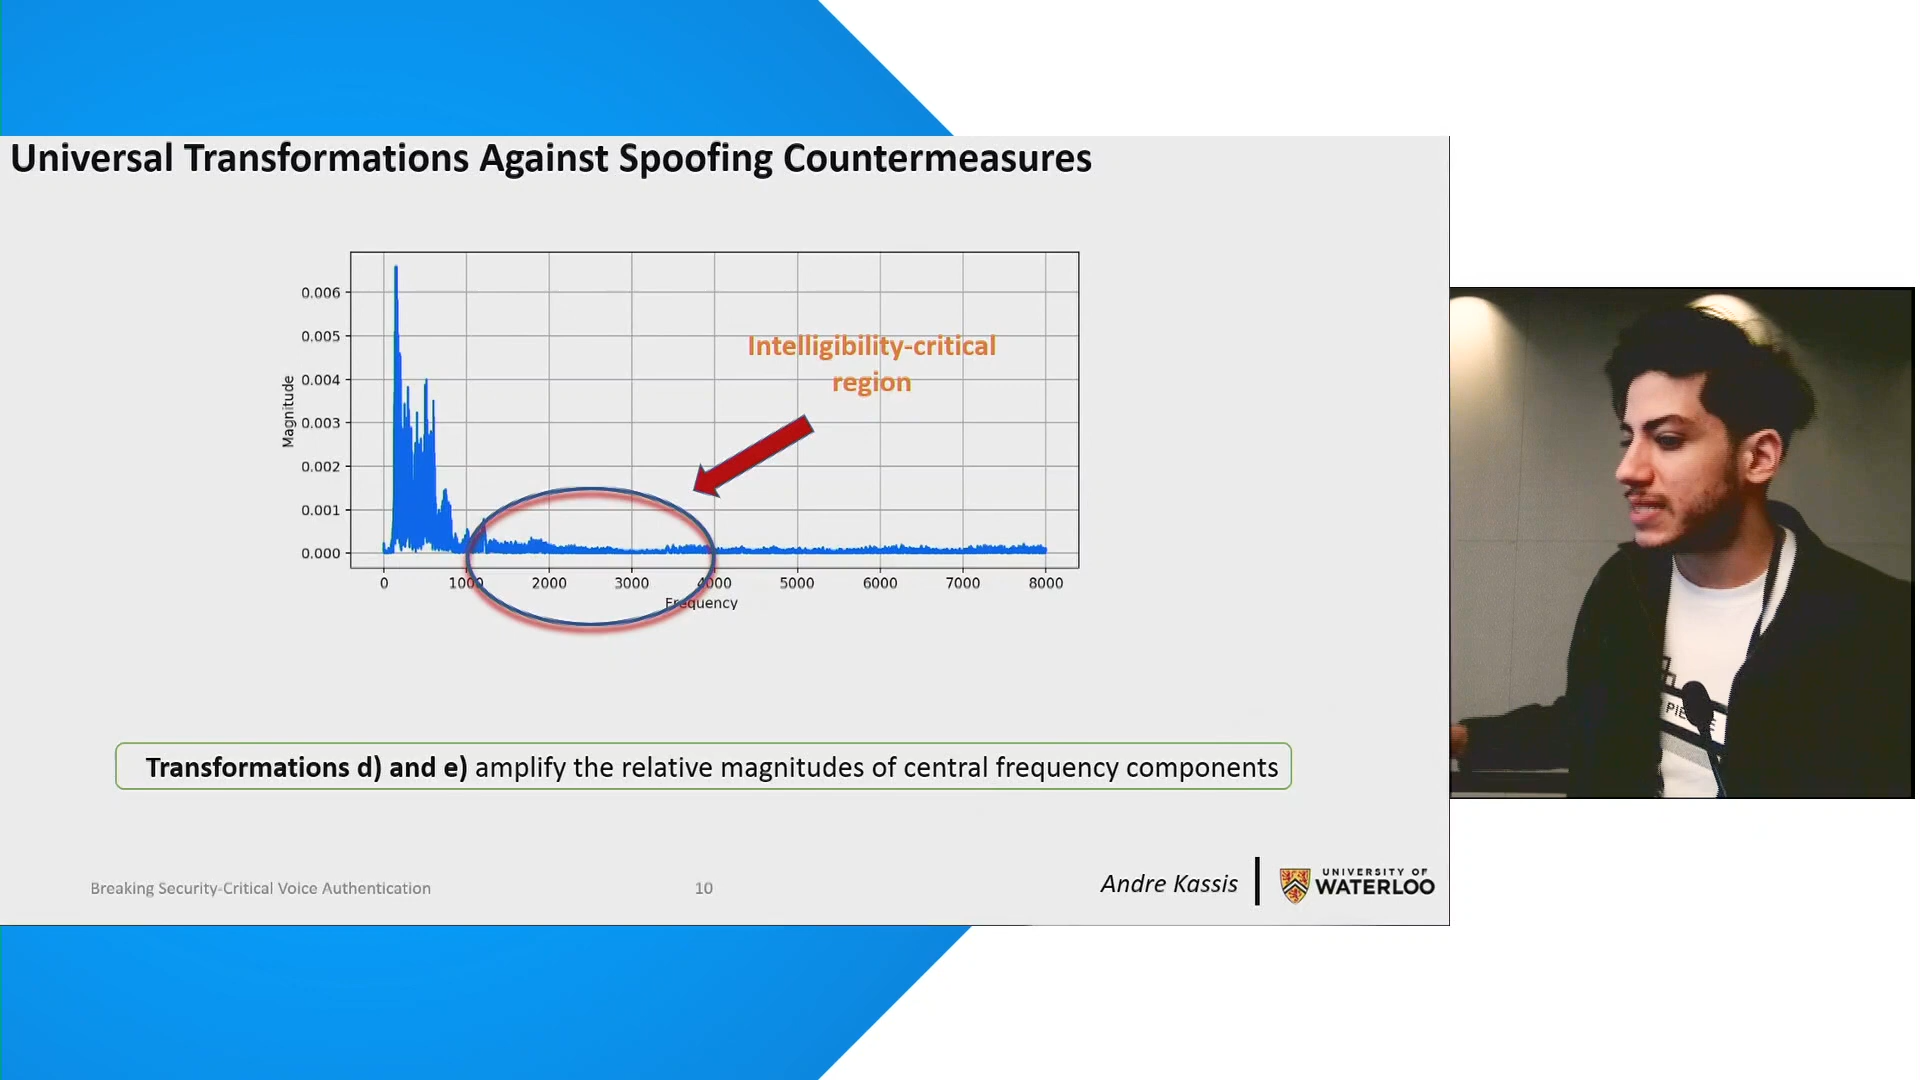 Universal Transformations Against Spoofing Countermeasures
0.006
0.005
0.004
0.003
0.002
0.001
0.000
Magnitude
Intelligibility-critical
region
0 1000 2000 3000 4000 5000 6000 7000 8000
Frequency
Transformations d) and e) amplify the relative magnitudes of central frequency components
Breaking Security-Critical Voice Authentication
10
Andre Kassis
UNIVERSITY OF
WATERLOO